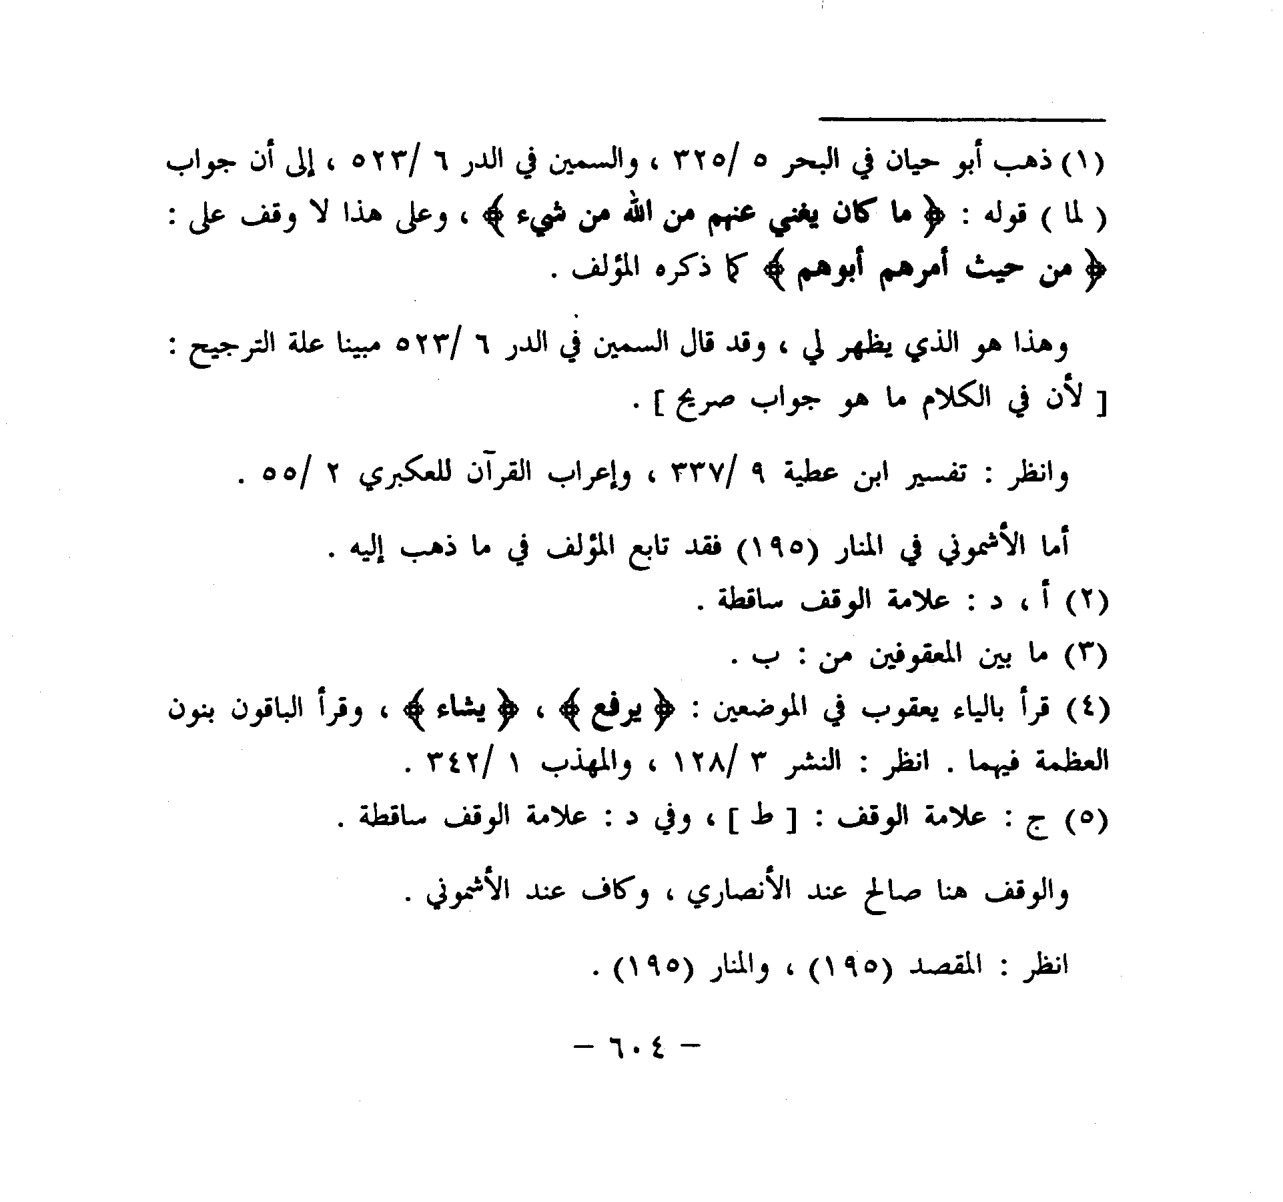 (١) ذهب أبو حيان في البحر ٥ /٣٢٥ ، والسمين في الدر ٦ /٥٢٣ ، إلى أن جواب
( لما ) قوله : ﴿ ما كان يغني عنهم من الله من شيء ﴾ ، وعلى هذا لا وقف على :
﴿ من حيث أمرهم أبوهم ﴾ كما ذكره المؤلف .
وهذا هو الذي يظهر لي ، وقد قال السمين في الدر ٦ /٥٢٣ مبينا علة الترجيح :
[ لأن في الكلام ما هو جواب صريح ] .
وانظر : تفسير ابن عطية ٩ /٣٣٧ ، وإعراب القرآن للعكبري ٢ /٥٥ .
أما الأشموني في المنار (١٩٥) فقد تابع المؤلف في ما ذهب إليه .
(٢) أ ، د : علامة الوقف ساقطة .
(٣) ما بين المعقوفين من : ب .
(٤) قرأ بالياء يعقوب في الموضعين : ﴿ يرفع ﴾ ، ﴿ يشاء ﴾ ، وقرأ الباقون بنون
العظمة فيهما . انظر : النشر ٣ /١٢٨ ، والمهذب ١ /٣٤٢ .
(٥) ج : علامة الوقف : [ ط ] ، وفي د : علامة الوقف ساقطة .
والوقف هنا صالح عند الأنصاري ، وكاف عند الأشموني .
انظر : المقصد (١٩٥) ، والمنار (١٩٥) .
– ٦٠٤ –